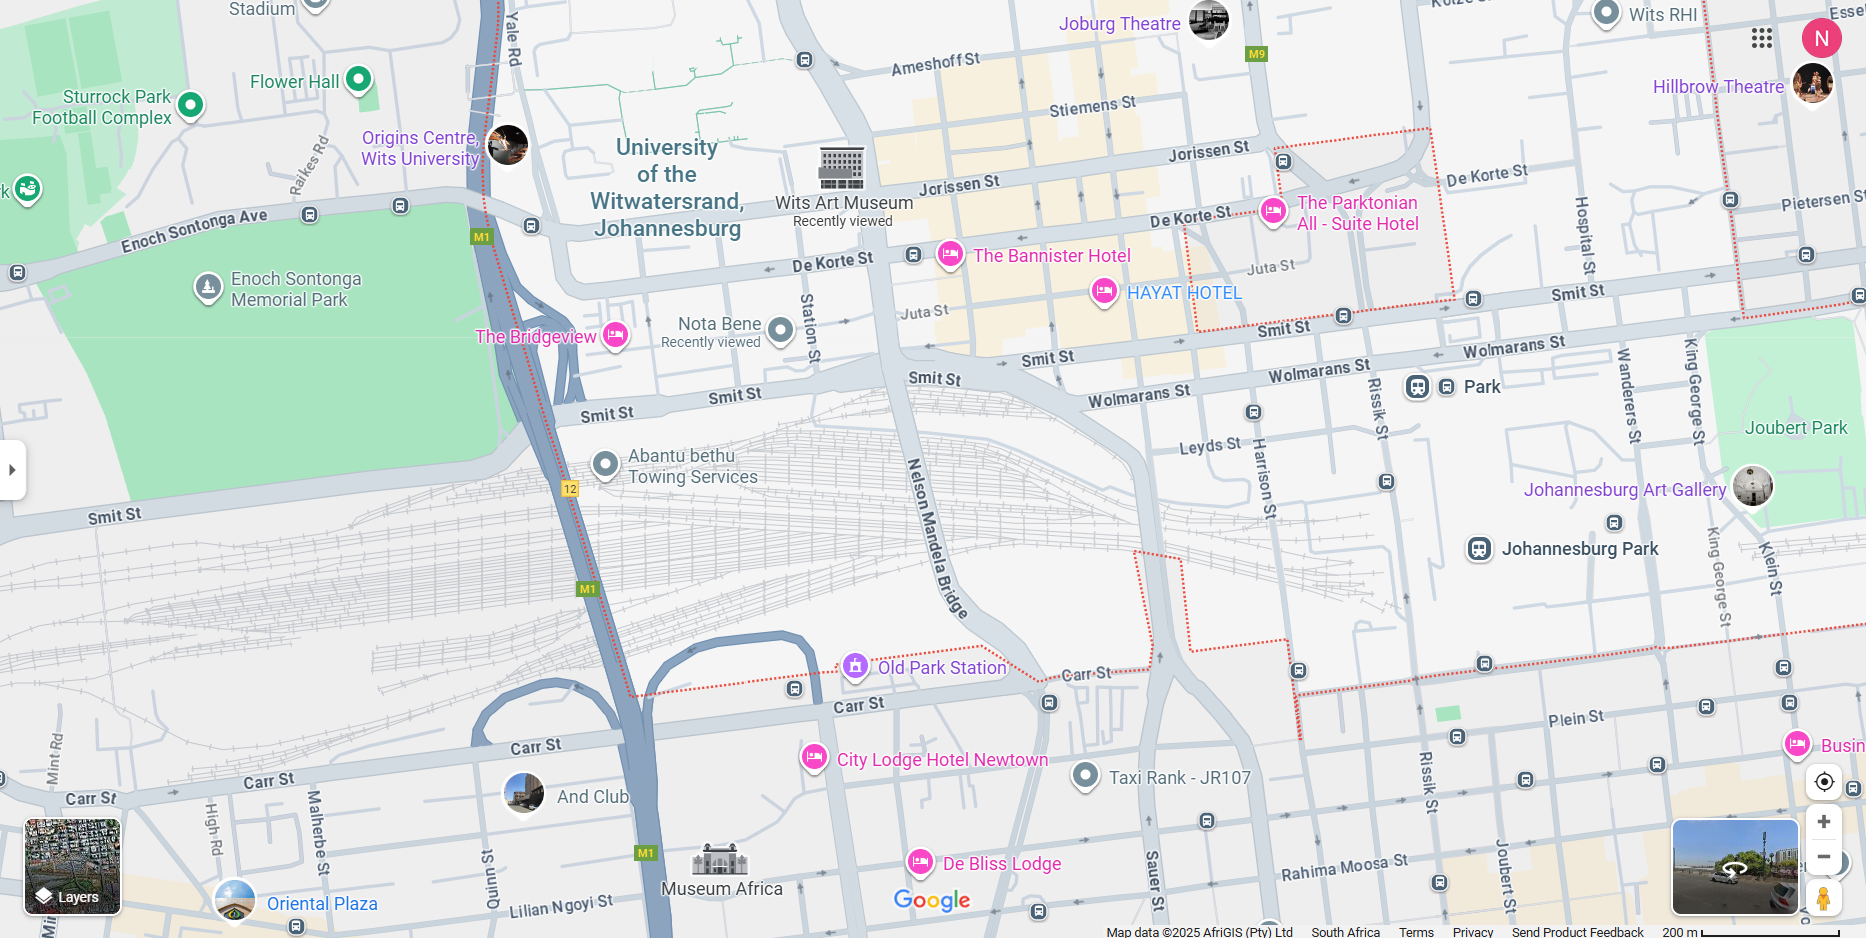 Stadium
Yale Rd
Joburg Theatre
Kotze St
Wits RHI
Essel
N
M9
Flower Hall
Ameshoff St
Hillbrow Theatre
Sturrock Park
Football Complex
Stiemens St
Origins Centre,
Wits University
Raikes Rd
University
of the
Witwatersrand,
Johannesburg
Jorissen St
Jorissen St
Wits Art Museum
Recently viewed
De Korte St
Pietersen St
rk
Enoch Sontonga Ave
M1
De Korte St
The Parktonian
All - Suite Hotel
Hospital St
De Korte St
The Bannister Hotel
Juta St
Enoch Sontonga
Memorial Park
HAYAT HOTEL
Smit St
Station St
Juta St
Nota Bene
Recently viewed
The Bridgeview
Smit St
Smit St
Wolmarans St
King George St
Wanderers St
Smit St
Wolmarans St
Rissik St
Park
Smit St
Smit St
Wolmarans St
Joubert Park
Leyds St
Harrison St
Abantu bethu
Towing Services
12
Nelson Mandela Bridge
Johannesburg Art Gallery
Smit St
Johannesburg Park
King George St
Klein St
M1
Old Park Station
Carr St
Carr St
Plein St
Carr St
Mint Rd
Carr St
Carr St
City Lodge Hotel Newtown
Taxi Rank - JR107
Rissik St
Busin
And Club
High Rd
Malherbe St
M1
Quinn St
Museum Africa
De Bliss Lodge
Sauer St
Rahima Moosa St
Joubert St
Layers
Oriental Plaza
Lilian Ngoyi St
Google
Map data ©2025 AfriGIS (Pty) Ltd
South Africa
Terms
Privacy
Send Product Feedback
200 m